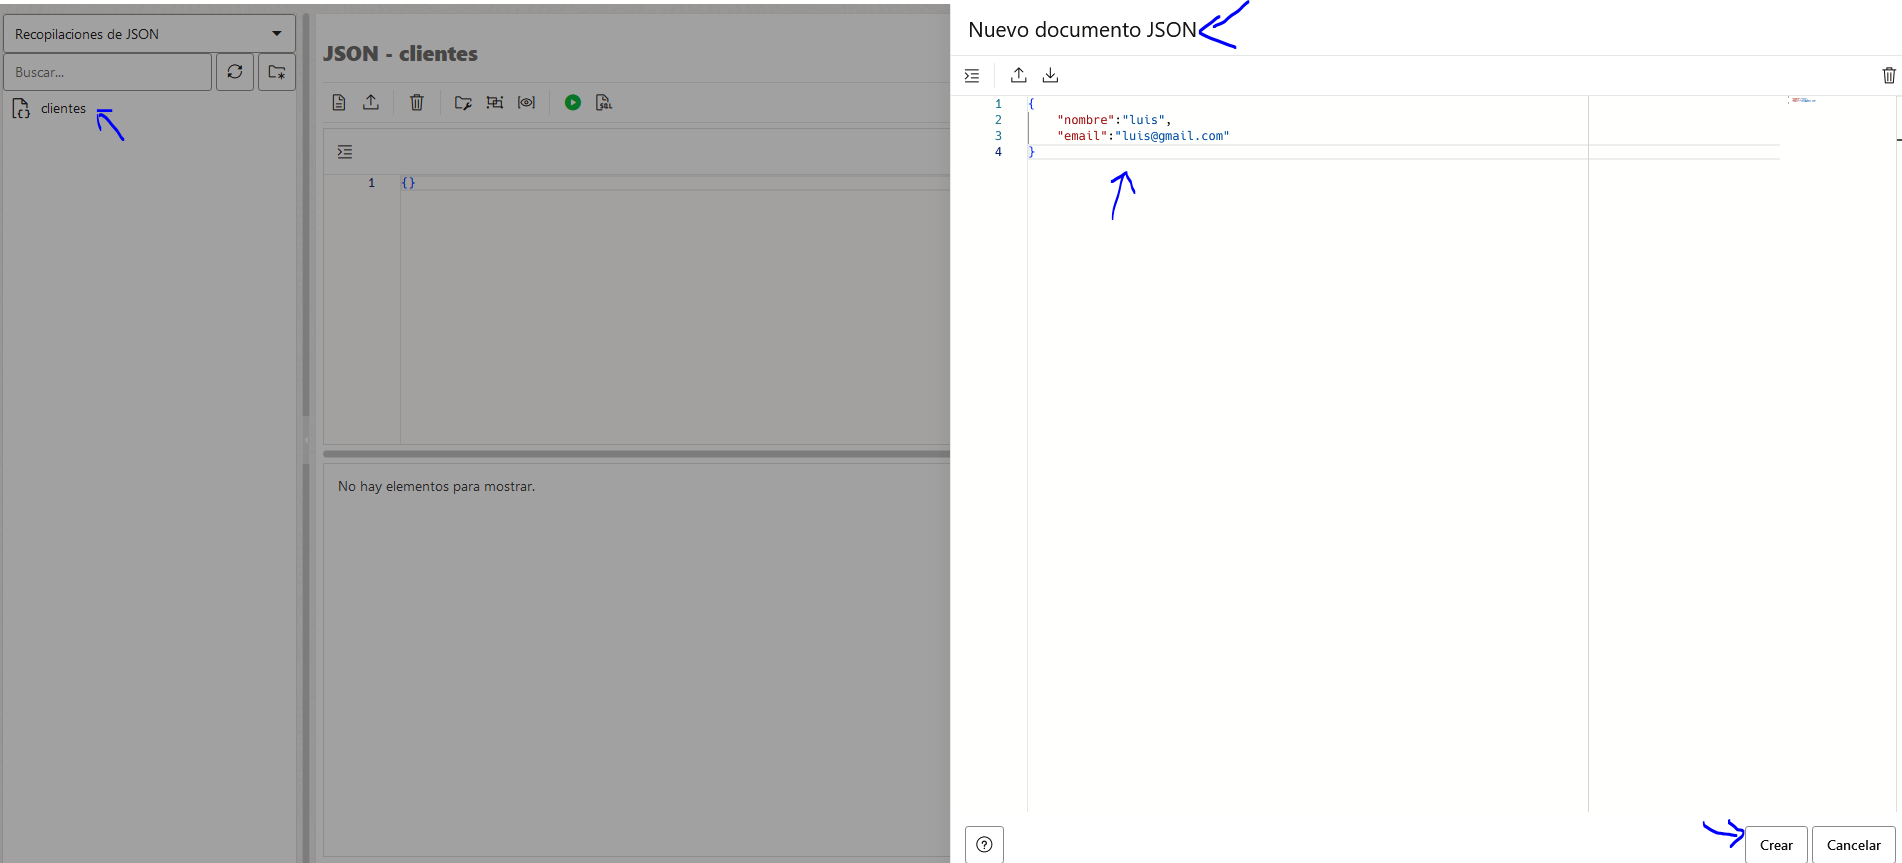 Recopilaciones de JSON
Buscar...
clientes
JSON - clientes
1 {}
No hay elementos para mostrar.
Nuevo documento JSON
1 {
2 "nombre":"luis",
3 "email":"luis@gmail.com"
4 }
Crear
Cancelar